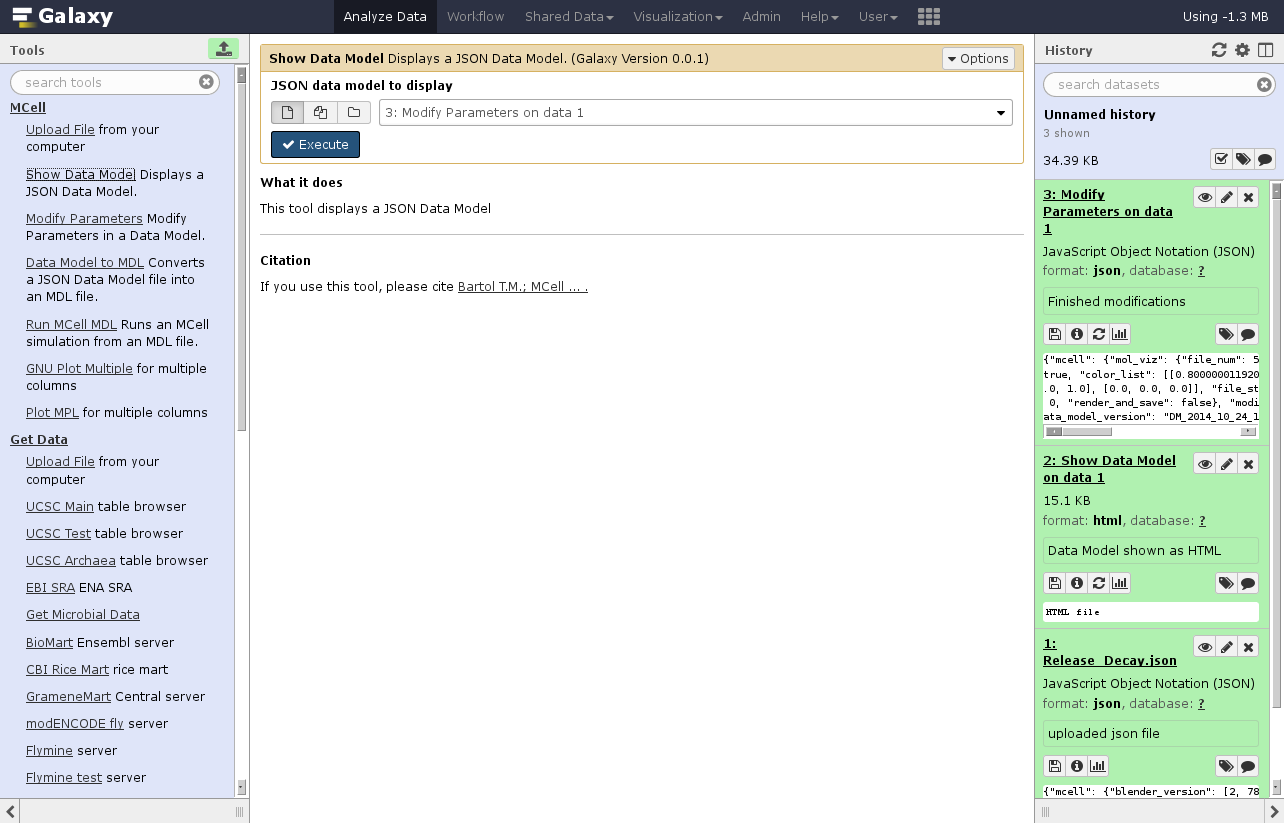 Galaxy
Analyze Data
Workflow
Shared Data
Visualization
Admin
Help
User
Using -1.3 MB
Tools
search tools
MCell
Upload File from your
computer
Show Data Model Displays a
JSON Data Model.
Modify Parameters Modify
Parameters in a Data Model.
Data Model to MDL Converts
a JSON Data Model file into
an MDL file.
Run MCell MDL Runs an MCell
simulation from an MDL file.
GNU Plot Multiple for multiple
columns
Plot MPL for multiple columns
Get Data
Upload File from your
computer
UCSC Main table browser
UCSC Test table browser
UCSC Archaea table browser
EBI SRA ENA SRA
Get Microbial Data
BioMart Ensembl server
CBI Rice Mart rice mart
GrameneMart Central server
modENCODE fly server
Flymine server
Flymine test server
Show Data Model Displays a JSON Data Model. (Galaxy Version 0.0.1)
Options
JSON data model to display
3: Modify Parameters on data 1
Execute
What it does
This tool displays a JSON Data Model
Citation
If you use this tool, please cite Bartol T.M.; MCell ... .
History
search datasets
Unnamed history
3 shown
34.39 KB
3: Modify
Parameters on data
1
JavaScript Object Notation (JSON)
format: json, database: ?
Finished modifications
{"mcell": {"mol_viz": {"file_num": 5
true, "color_list": [[0.800000011920
.0, 1.0], [0.0, 0.0, 0.0]], "file_st
0, "render_and_save": false}, "modi
ata_model_version": "DM_2014_10_24_1
2: Show Data Model
on data 1
15.1 KB
format: html, database: ?
Data Model shown as HTML
HTML file
1:
Release_Decay.json
JavaScript Object Notation (JSON)
format: json, database: ?
uploaded json file
{"mcell": {"blender_version": [2, 78